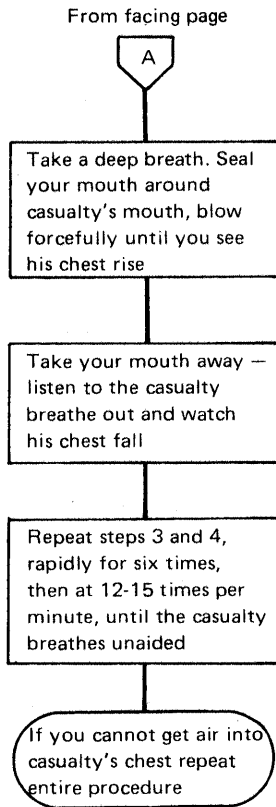 From facing page
A
Take a deep breath. Seal
your mouth around
casualty's mouth, blow
forcefully until you see
his chest rise
Take your mouth away —
listen to the casualty
breathe out and watch
his chest fall
Repeat steps 3 and 4,
rapidly for six times,
then at 12-15 times per
minute, until the casualty
breathes unaided
If you cannot get air into
casualty's chest repeat
entire procedure